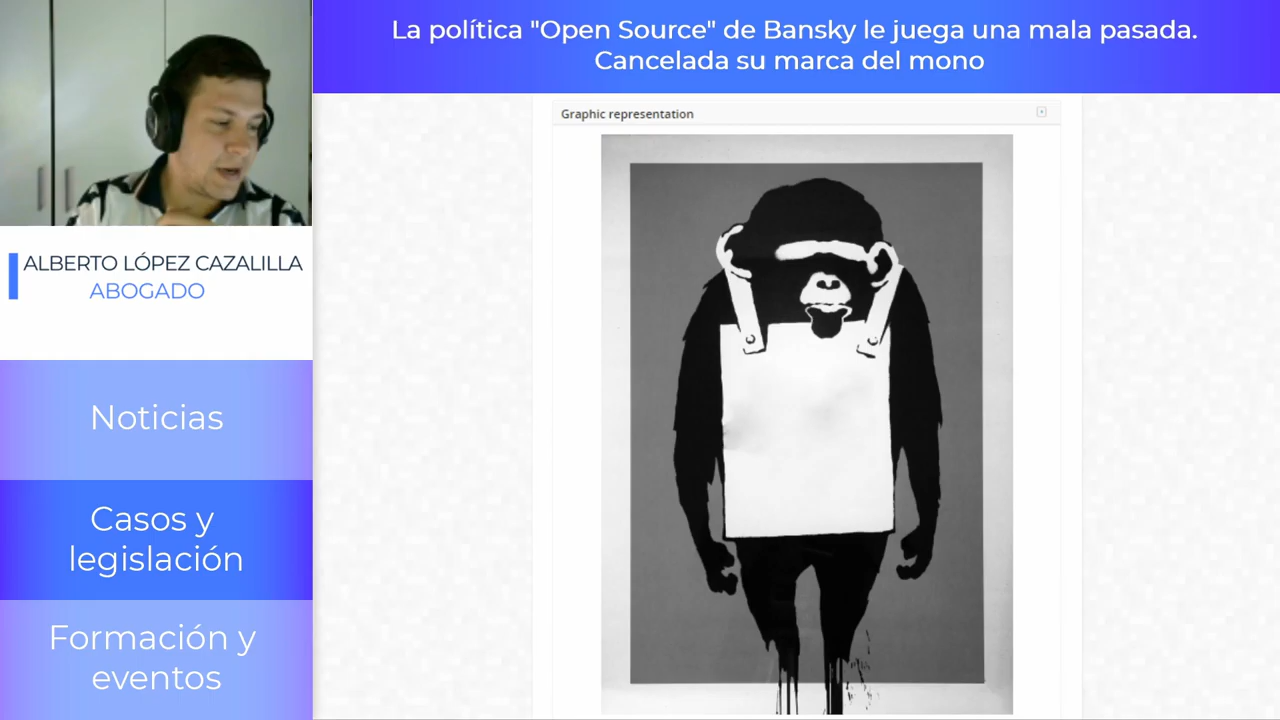 La política "Open Source" de Bansky le juega una mala pasada.
Cancelada su marca del mono
Graphic representation
ALBERTO LÓPEZ CAZALILLA
ABOGADO
Noticias
Casos y
legislación
Formación y
eventos